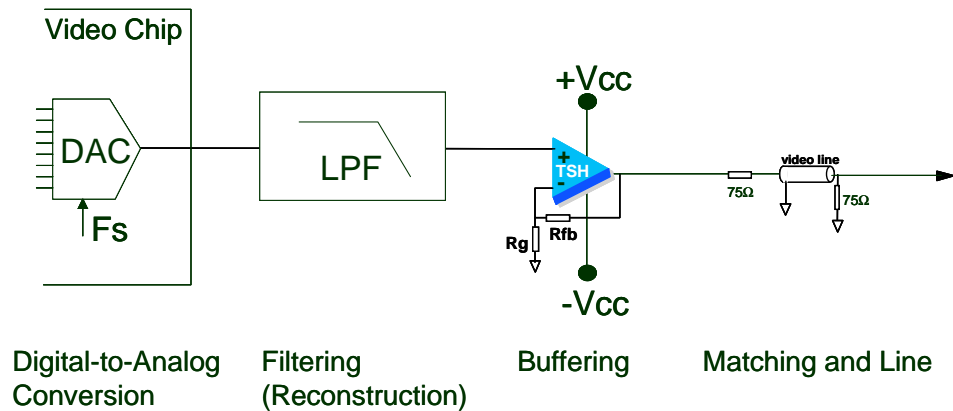 Video Chip
DAC
Fs
LPF
+Vcc
+
TSH
-
Rfb
Rg
-Vcc
75Ω
video line
75Ω
Digital-to-Analog
Conversion
Filtering
(Reconstruction)
Buffering
Matching and Line